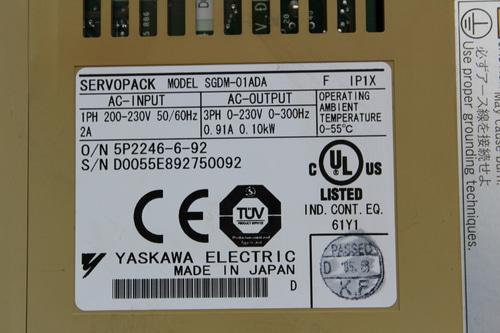 SERVOPACK MODEL SGDM-01ADA F IP1X
AC-INPUT
1PH 200-230V 50/60Hz
2A
AC-OUTPUT
3PH 0-230V 0-300Hz
0.91A 0.10kW
OPERATING
AMBIENT
TEMPERATURE
0-55℃
O/N 5P2246-6-92
S/N D0055E892750092
CE
TÜV
C UL US
LISTED
IND. CONT. EQ.
61Y1
YASKAWA ELECTRIC
MADE IN JAPAN
D
PASSED
D '05.
K.F
必ずアース線を接続せよ
Use proper grounding techniques.